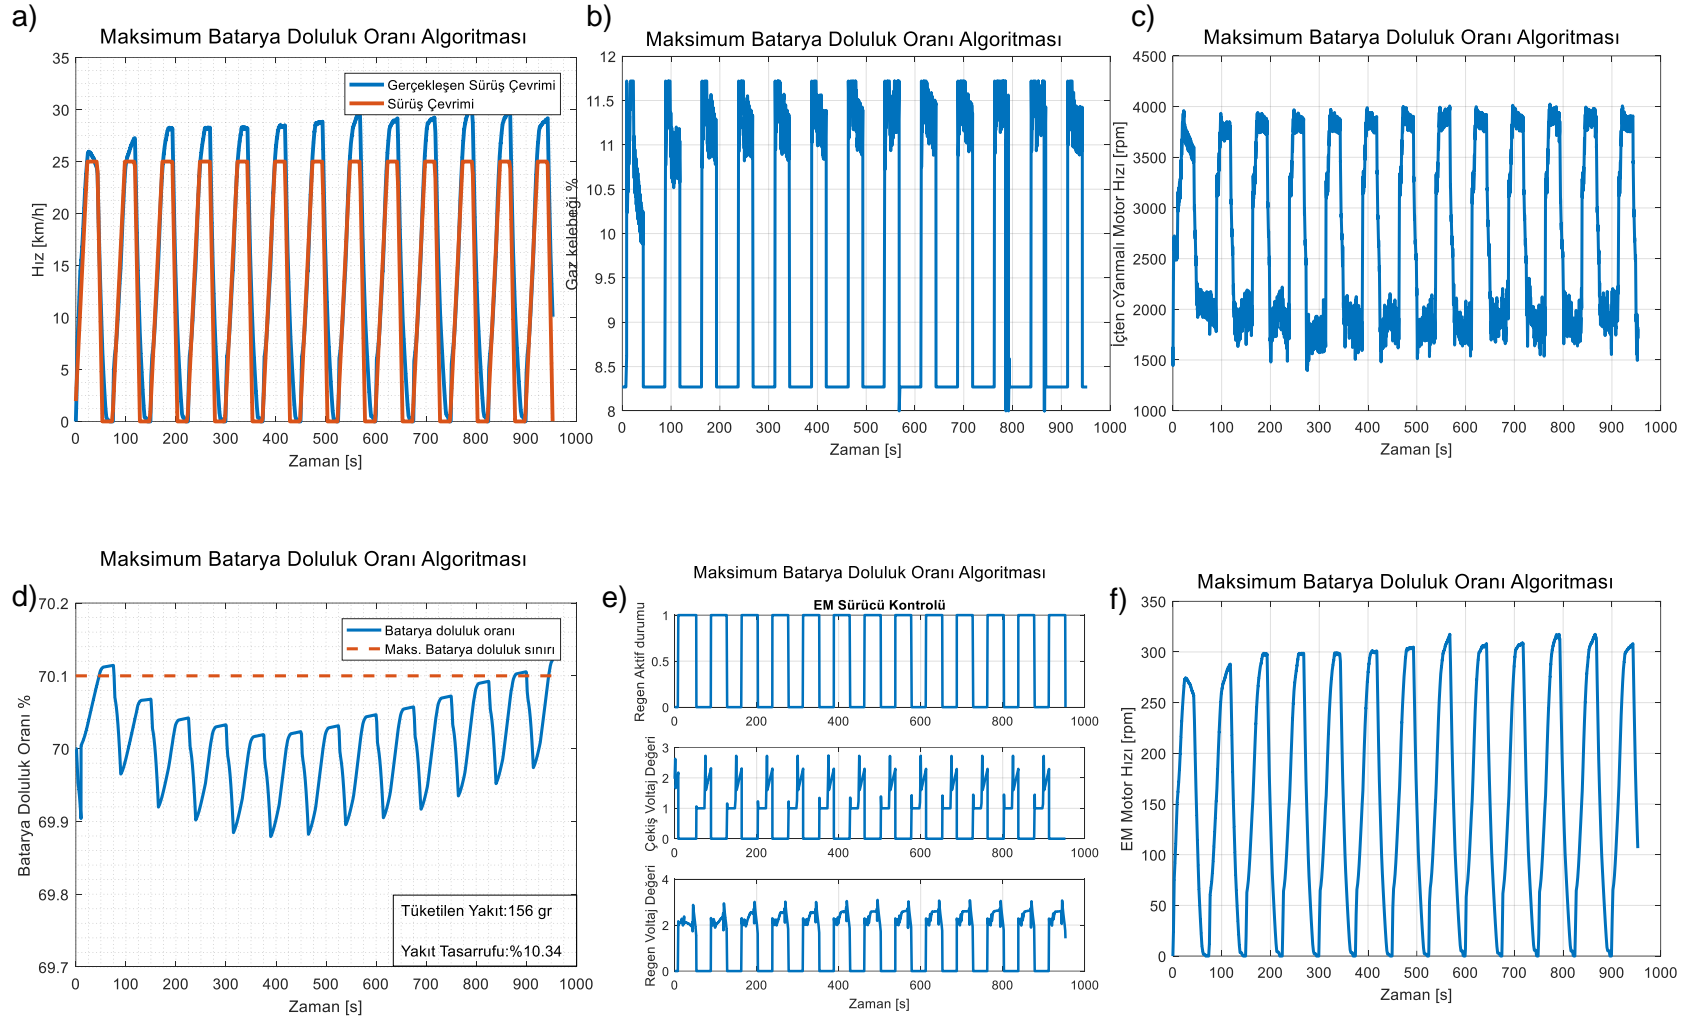 a)
Maksimum Batarya Doluluk Oranı Algoritması
35
30
25
20
15
10
5
0
Hız [km/h]
Gerçekleşen Sürüş Çevrimi
Sürüş Çevrimi
0 100 200 300 400 500 600 700 800 900 1000
Zaman [s]
b)
Maksimum Batarya Doluluk Oranı Algoritması
12
11.5
11
10.5
10
9.5
9
8.5
8
Gaz kelebeği %
0 100 200 300 400 500 600 700 800 900 1000
Zaman [s]
c)
Maksimum Batarya Doluluk Oranı Algoritması
4500
4000
3500
3000
2500
2000
1500
1000
İçten cYanmalı Motor Hızı [rpm]
0 100 200 300 400 500 600 700 800 900 1000
Zaman [s]
d)
Maksimum Batarya Doluluk Oranı Algoritması
70.2
70.1
70
69.9
69.8
69.7
Batarya Doluluk Oranı %
Batarya doluluk oranı
Maks. Batarya doluluk sınırı
Tüketilen Yakıt:156 gr
Yakıt Tasarrufu:%10.34
0 100 200 300 400 500 600 700 800 900 1000
Zaman [s]
e)
Maksimum Batarya Doluluk Oranı Algoritması
EM Sürücü Kontrolü
1
0.5
0
Regen Aktif durumu
0 200 400 600 800 1000
3
2
1
0
Çekiş Voltaj Değeri
0 200 400 600 800 1000
4
2
0
Regen Voltaj Değeri
0 200 400 600 800 1000
Zaman [s]
f)
Maksimum Batarya Doluluk Oranı Algoritması
350
300
250
200
150
100
50
0
EM Motor Hızı [rpm]
0 100 200 300 400 500 600 700 800 900 1000
Zaman [s]